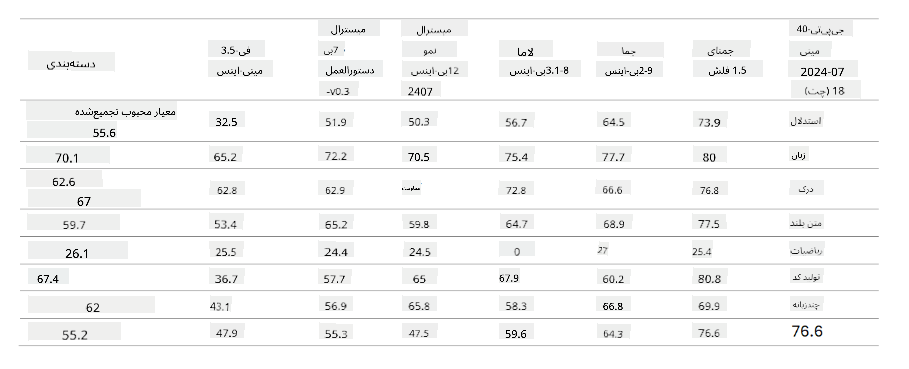 جی‌پی‌تی-4o
مینی
2024-07
18 (چت)
جمنای
1.5 فلش
جما
2-9بی-اینس
لاما
3.1-8بی-اینس
میسترال
نمو
12بی-اینس
2407
میسترال
7بی
دستورالعمل
-v0.3
فی-3.5
مینی-اینس
دسته‌بندی
استدلال 73.9 64.5 56.7 50.3 51.9 32.5
معیار محبوب تجمیع‌شده
55.6
زبان 80 77.7 75.4 70.5 72.2 65.2 70.1
درک 76.8 66.6 72.8 62.9 62.8
62.6
67
متن بلند 77.5 68.9 64.7 59.8 65.2 53.4 59.7
ریاضیات 25.4 27 0 24.5 24.4 25.5 26.1
تولید کد 80.8 60.2 67.9 65 57.7 36.7 67.4
چندزبانه 69.9 66.8 58.3 65.8 56.9 43.1 62
76.6 76.6 64.3 59.6 47.5 55.3 47.9 55.2